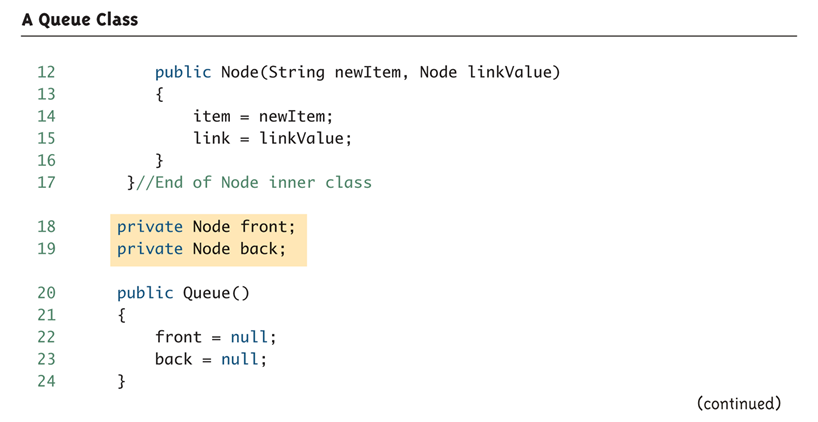 A Queue Class
12 public Node(String newItem, Node linkValue)
13 {
14 item = newItem;
15 link = linkValue;
16 }
17 }//End of Node inner class
18 private Node front;
19 private Node back;
20 public Queue()
21 {
22 front = null;
23 back = null;
24 }
(continued)